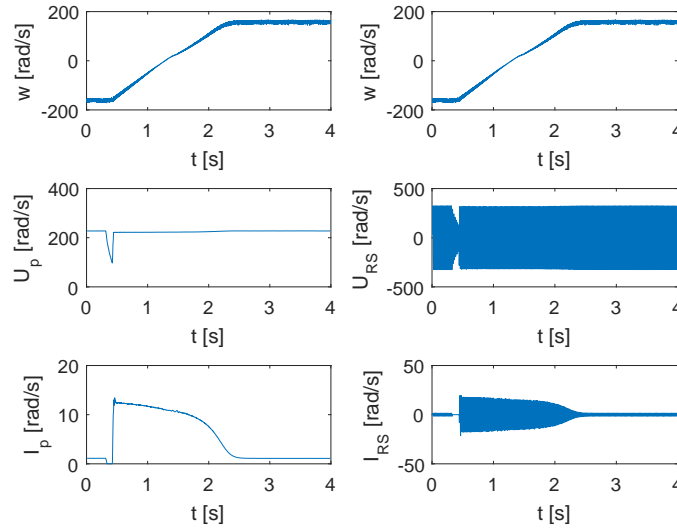 200
0
-200
w [rad/s]
0 1 2 3 4
t [s]
200
0
-200
w [rad/s]
0 1 2 3 4
t [s]
400
200
0
U_p [rad/s]
0 1 2 3 4
t [s]
500
0
-500
U_RS [rad/s]
0 1 2 3 4
t [s]
20
10
0
I_p [rad/s]
0 1 2 3 4
t [s]
50
0
-50
I_RS [rad/s]
0 1 2 3 4
t [s]